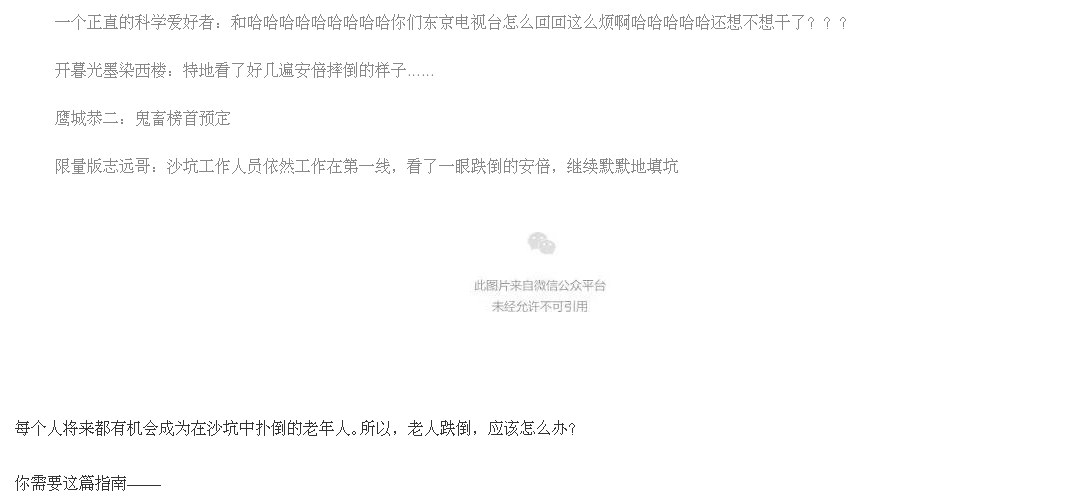 一个正直的科学爱好者：和哈哈哈哈哈哈哈哈哈你们东京电视台怎么回回这么烦啊哈哈哈哈哈还想不想干了？？？
开暮光墨染西楼：特地看了好几遍安倍摔倒的样子……
鹰城恭二：鬼畜榜首预定
限量版志远哥：沙坑工作人员依然工作在第一线，看了一眼跌倒的安倍，继续默默地填坑
此图片来自微信公众平台
未经允许不可引用
每个人将来都有机会成为在沙坑中扑倒的老年人。所以，老人跌倒，应该怎么办？
你需要这篇指南——